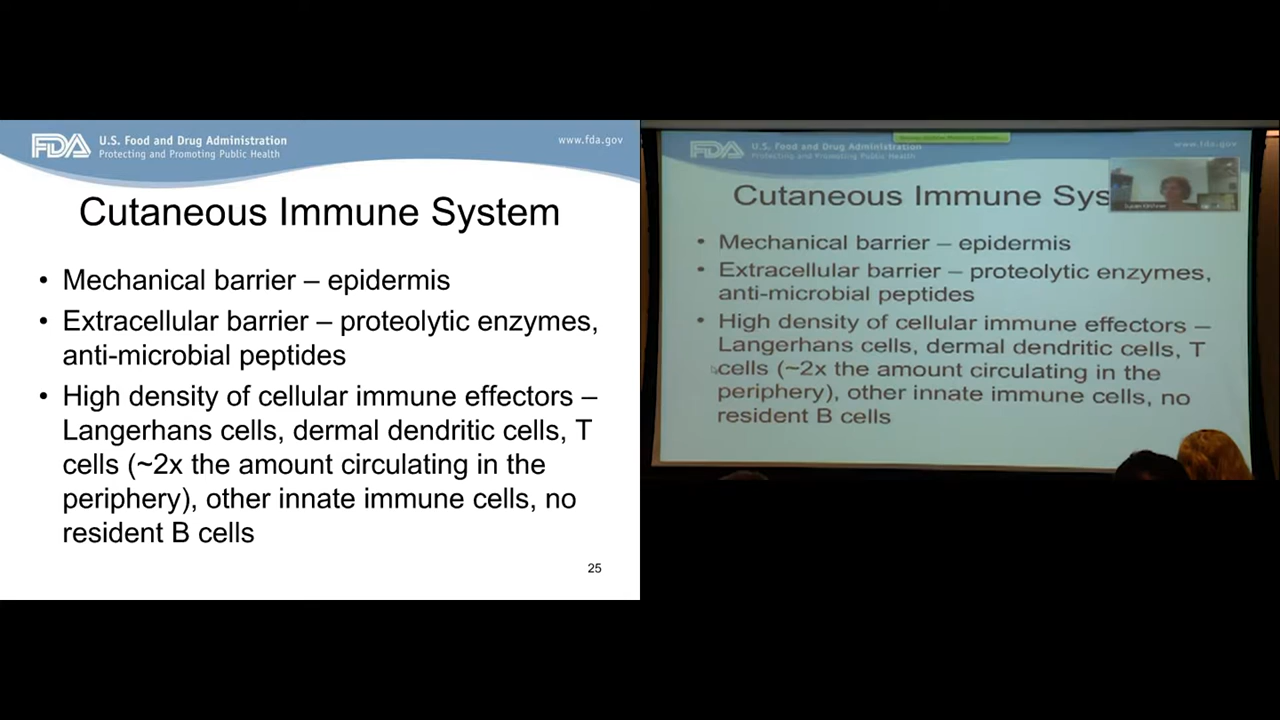 FDA
U.S. Food and Drug Administration
Protecting and Promoting Public Health
www.fda.gov
Cutaneous Immune System
• Mechanical barrier – epidermis
• Extracellular barrier – proteolytic enzymes,
anti-microbial peptides
• High density of cellular immune effectors –
Langerhans cells, dermal dendritic cells, T
cells (~2x the amount circulating in the
periphery), other innate immune cells, no
resident B cells
25
FDA
U.S. Food and Drug Administration
Protecting and Promoting Public Health
www.fda.gov
Cutaneous Immune Sys
• Mechanical barrier – epidermis
• Extracellular barrier – proteolytic enzymes,
anti-microbial peptides
• High density of cellular immune effectors –
Langerhans cells, dermal dendritic cells, T
cells (~2x the amount circulating in the
periphery), other innate immune cells, no
resident B cells